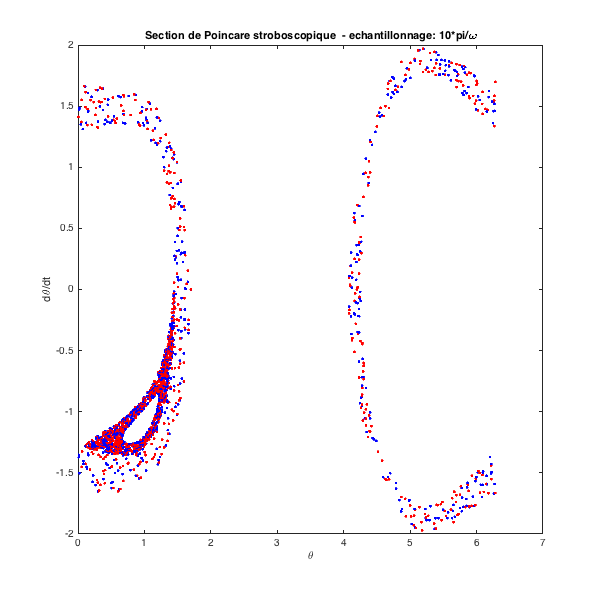 Section de Poincare stroboscopique - echantillonnage: 10*pi/ω
2
1.5
1
0.5
0
-0.5
-1
-1.5
-2
dθ/dt
0 1 2 3 4 5 6 7
θ